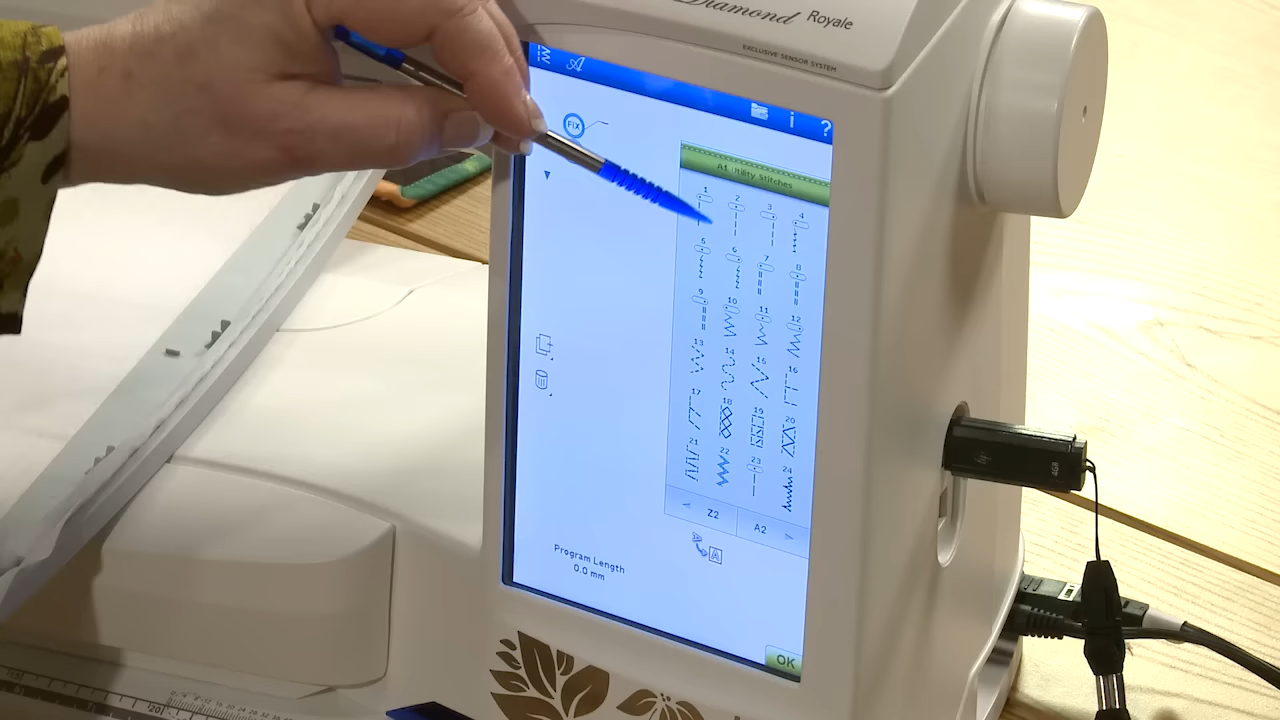 Diamond Royale
EXCLUSIVE SENSOR SYSTEM
i ?
FIX
A1 Utility Stitches
1 2 3 4
5 6 7 8
9 10 11 12
13 14 15 16
17 18 19 20
21 22 23 24
Z2 A2
A A
Program Length
0.0 mm
OK
hp 4GB